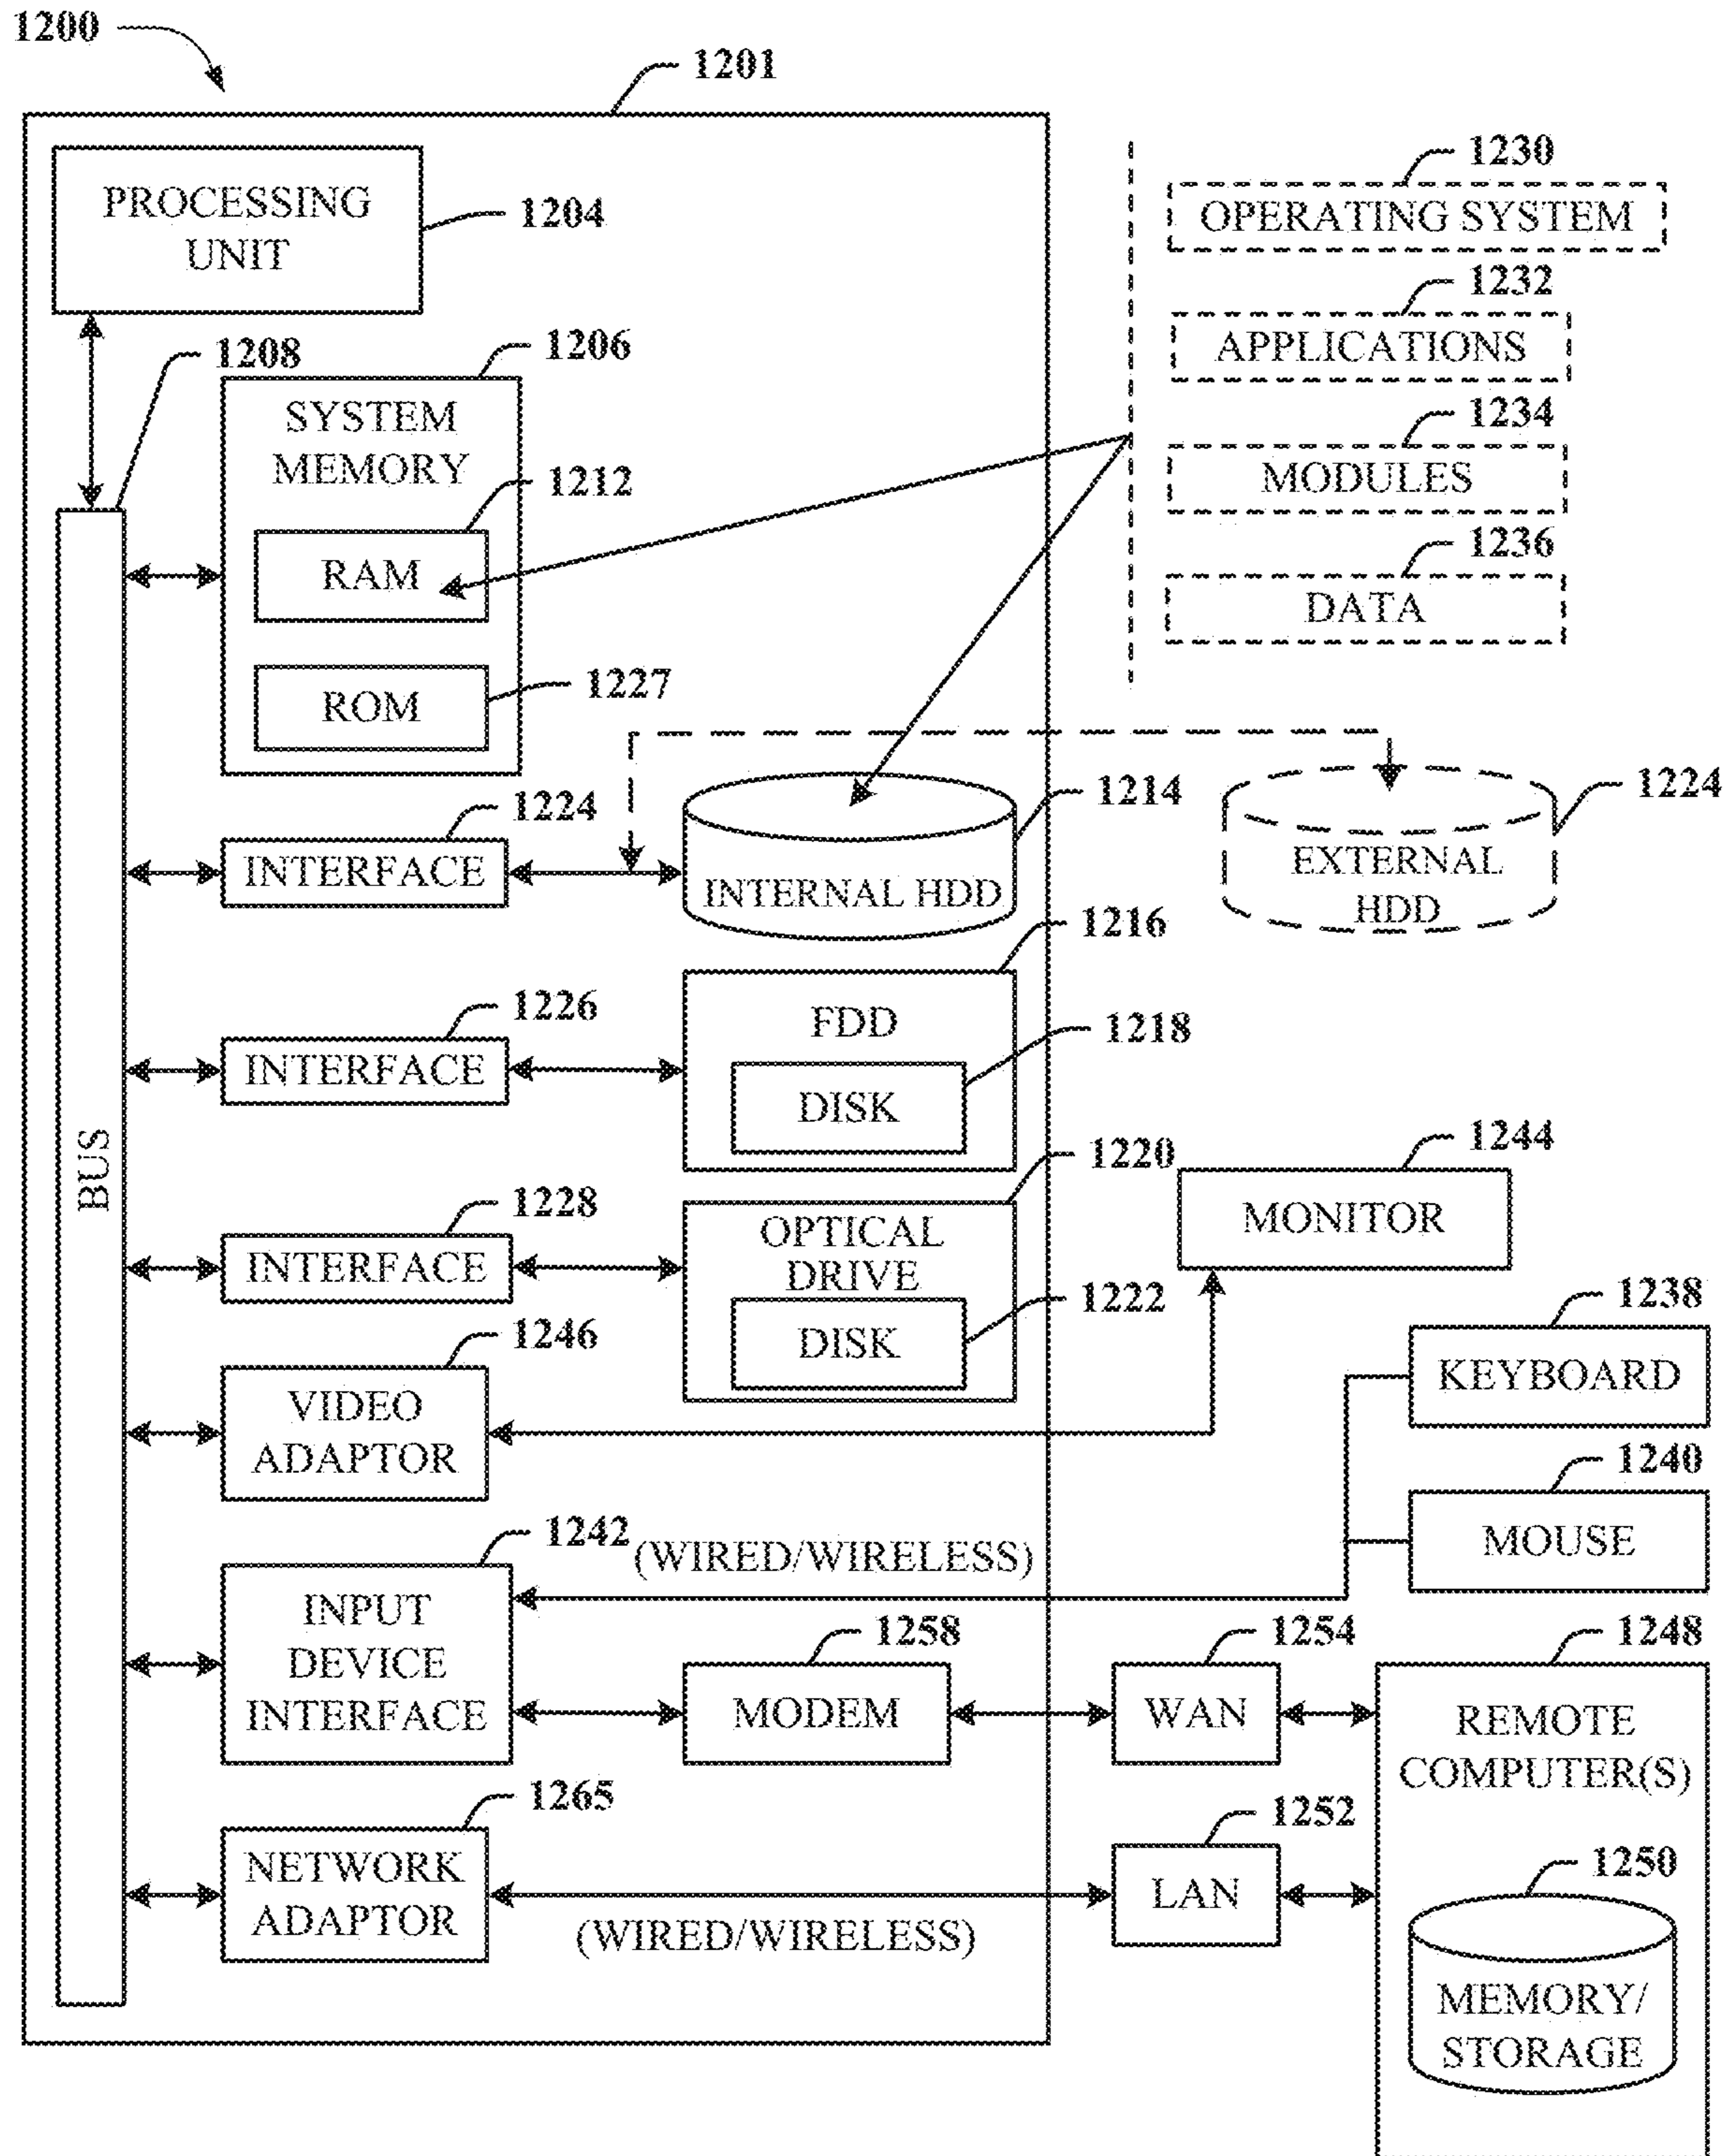 1200
1201
PROCESSING
UNIT
1204
1230
OPERATING SYSTEM
1232
APPLICATIONS
1234
MODULES
1236
DATA
1208
1206
SYSTEM
MEMORY
1212
RAM
1227
ROM
1224
INTERFACE
1214
INTERNAL HDD
1224
EXTERNAL
HDD
1216
FDD
1218
DISK
1226
INTERFACE
BUS
1220
OPTICAL
DRIVE
1222
DISK
1228
INTERFACE
1244
MONITOR
1246
VIDEO
ADAPTOR
1238
KEYBOARD
1240
MOUSE
1242
(WIRED/WIRELESS)
INPUT
DEVICE
INTERFACE
1258
MODEM
1254
WAN
1248
REMOTE
COMPUTER(S)
1265
NETWORK
ADAPTOR
(WIRED/WIRELESS)
1252
LAN
1250
MEMORY/
STORAGE